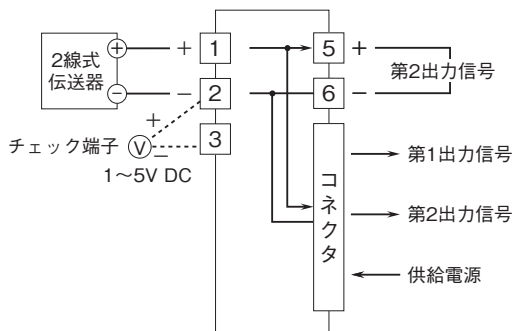 2線式
伝送器
+
−
+
−
1
2
3
5
6
+
−
第2出力信号
チェック端子
V
+
−
1〜5V DC
コネクタ
第1出力信号
第2出力信号
供給電源